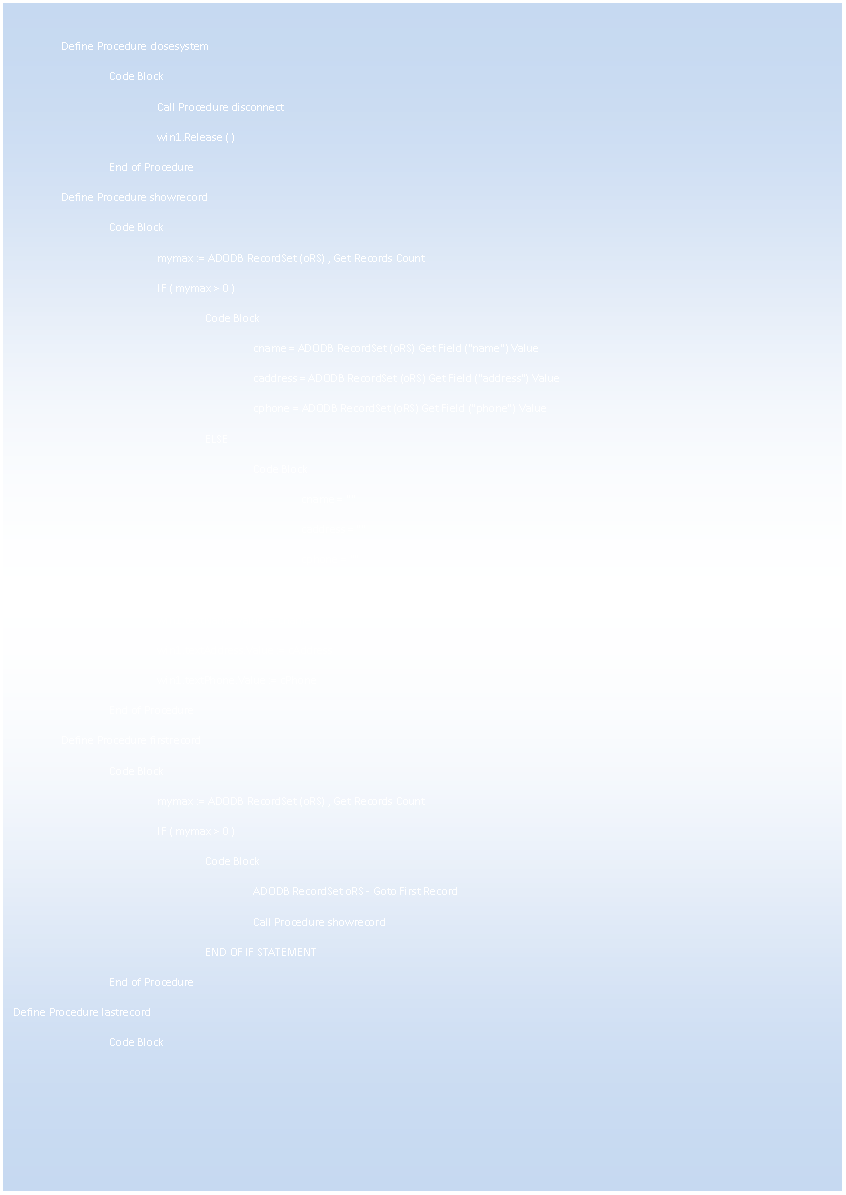 Define Procedure closesystem
Code Block
Call Procedure disconnect
win1.Release ( )
End of Procedure
Define Procedure showrecord
Code Block
mymax := ADODB RecordSet (oRS) , Get Records Count
IF ( mymax > 0 )
Code Block
cname = ADODB RecordSet (oRS) Get Field ("name") Value
caddress = ADODB RecordSet (oRS) Get Field ("address") Value
cphone = ADODB RecordSet (oRS) Get Field ("phone") Value
ELSE
Code Block
End of Procedure
Define Procedure firstrecord
Code Block
mymax := ADODB RecordSet (oRS) , Get Records Count
IF ( mymax > 0 )
Code Block
ADODB RecordSet oRS - Goto First Record
Call Procedure showrecord
END OF IF STATEMENT
End of Procedure
Define Procedure lastrecord
Code Block